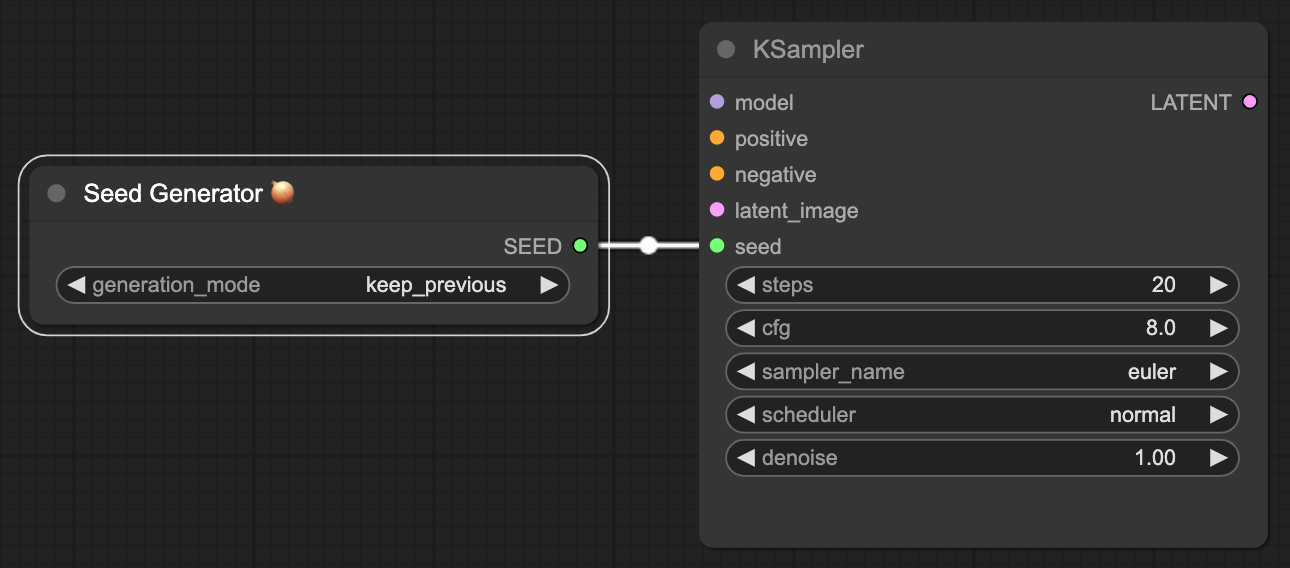 Seed Generator 🧅
SEED
generation_mode keep_previous
KSampler
model LATENT
positive
negative
latent_image
seed
steps 20
cfg 8.0
sampler_name euler
scheduler normal
denoise 1.00